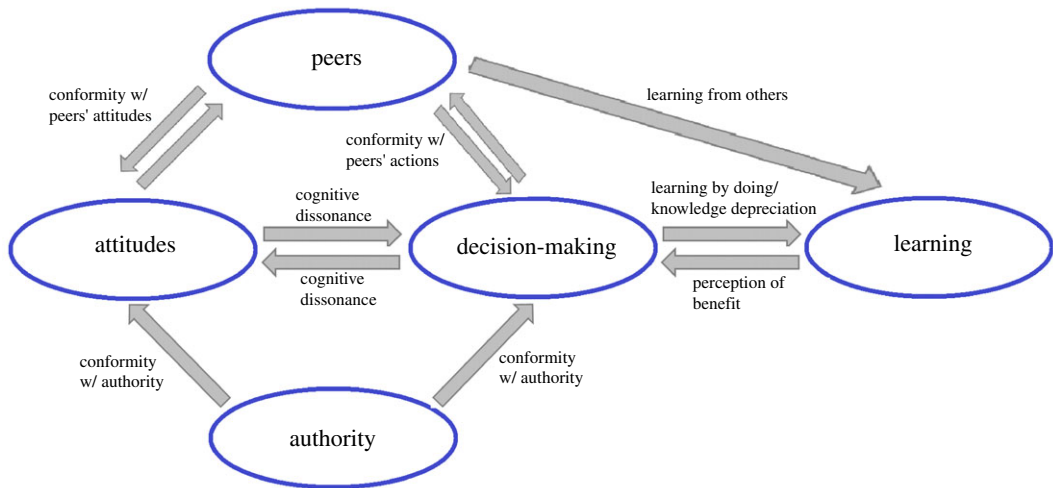 peers
conformity w/
peers' attitudes
learning from others
conformity w/
peers' actions
cognitive
dissonance
learning by doing/
knowledge depreciation
attitudes
decision-making
learning
cognitive
dissonance
perception of
benefit
conformity
w/ authority
conformity
w/ authority
authority